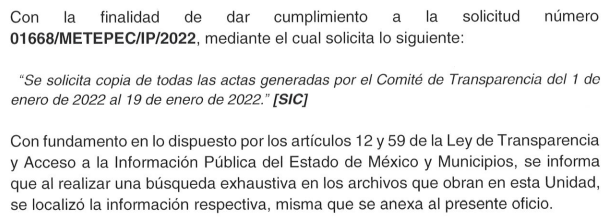 Con la finalidad de dar cumplimiento a la solicitud número
01668/METEPEC/IP/2022, mediante el cual solicita lo siguiente:
“Se solicita copia de todas las actas generadas por el Comité de Transparencia del 1 de
enero de 2022 al 19 de enero de 2022.” [SIC]
Con fundamento en lo dispuesto por los artículos 12 y 59 de la Ley de Transparencia
y Acceso a la Información Pública del Estado de México y Municipios, se informa
que al realizar una búsqueda exhaustiva en los archivos que obran en esta Unidad,
se localizó la información respectiva, misma que se anexa al presente oficio.